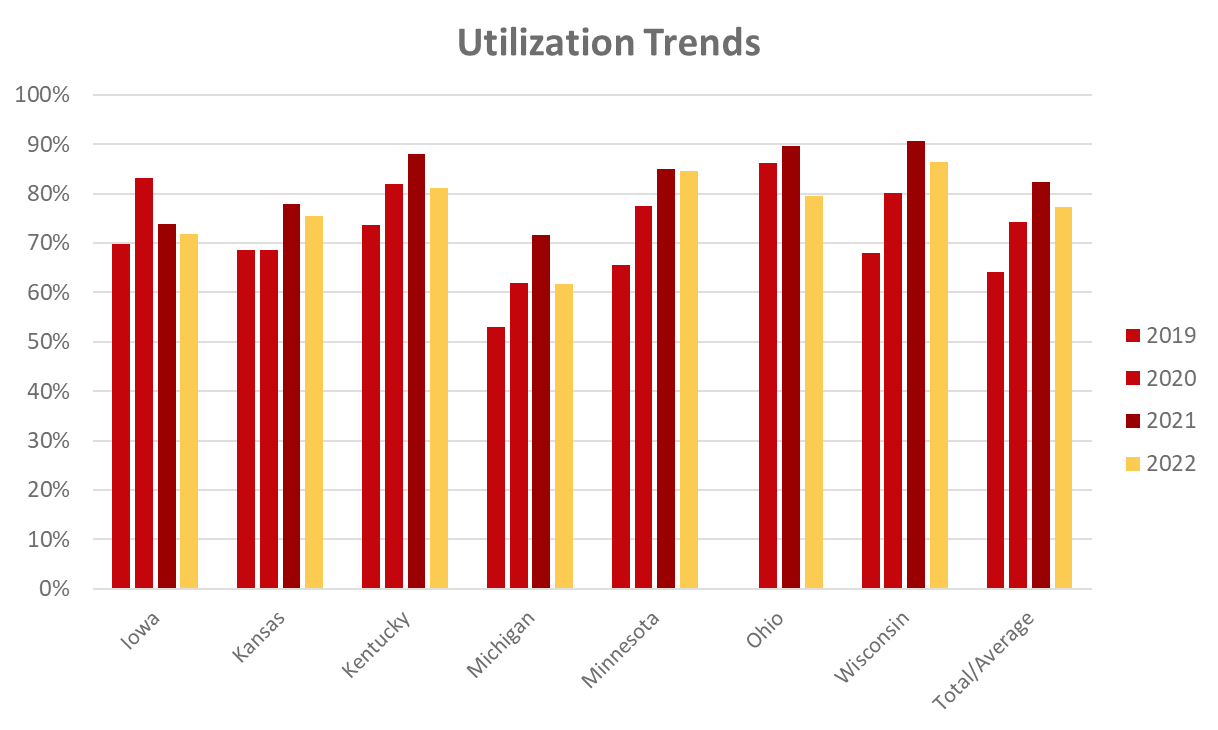 Utilization Trends
100%
90%
80%
70%
60%
50%
40%
30%
20%
10%
0%
Iowa
Kansas
Kentucky
Michigan
Minnesota
Ohio
Wisconsin
Total/Average
2019
2020
2021
2022